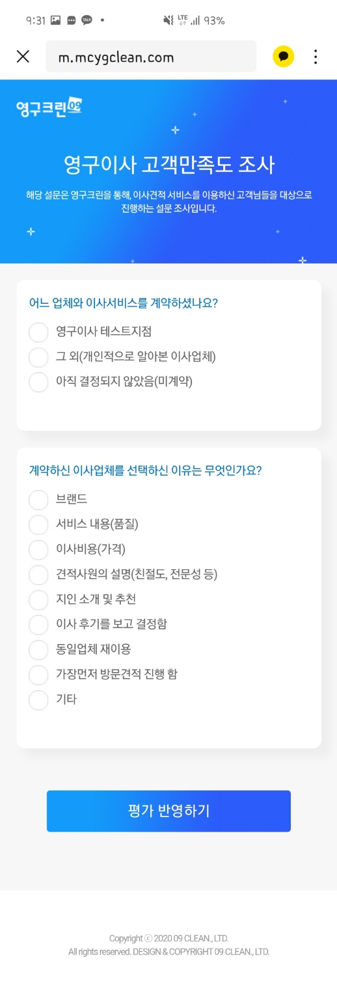 9:31 TALK LTE 93%
m.mcygclean.com
영구크린09
영구이사 고객만족도 조사
해당 설문은 영구크린을 통해, 이사견적 서비스를 이용하신 고객님들을 대상으로
진행하는 설문 조사입니다.
어느 업체와 이사서비스를 계약하셨나요?
영구이사 테스트지점
그 외(개인적으로 알아본 이사업체)
아직 결정되지 않았음(미계약)
계약하신 이사업체를 선택하신 이유는 무엇인가요?
브랜드
서비스 내용(품질)
이사비용(가격)
견적사원의 설명(친절도, 전문성 등)
지인 소개 및 추천
이사 후기를 보고 결정함
동일업체 재이용
가장먼저 방문견적 진행 함
기타
평가 반영하기
Copyright ⓒ 2020 09 CLEAN., LTD.
All rights reserved. DESIGN & COPYRIGHT 09 CLEAN., LTD.